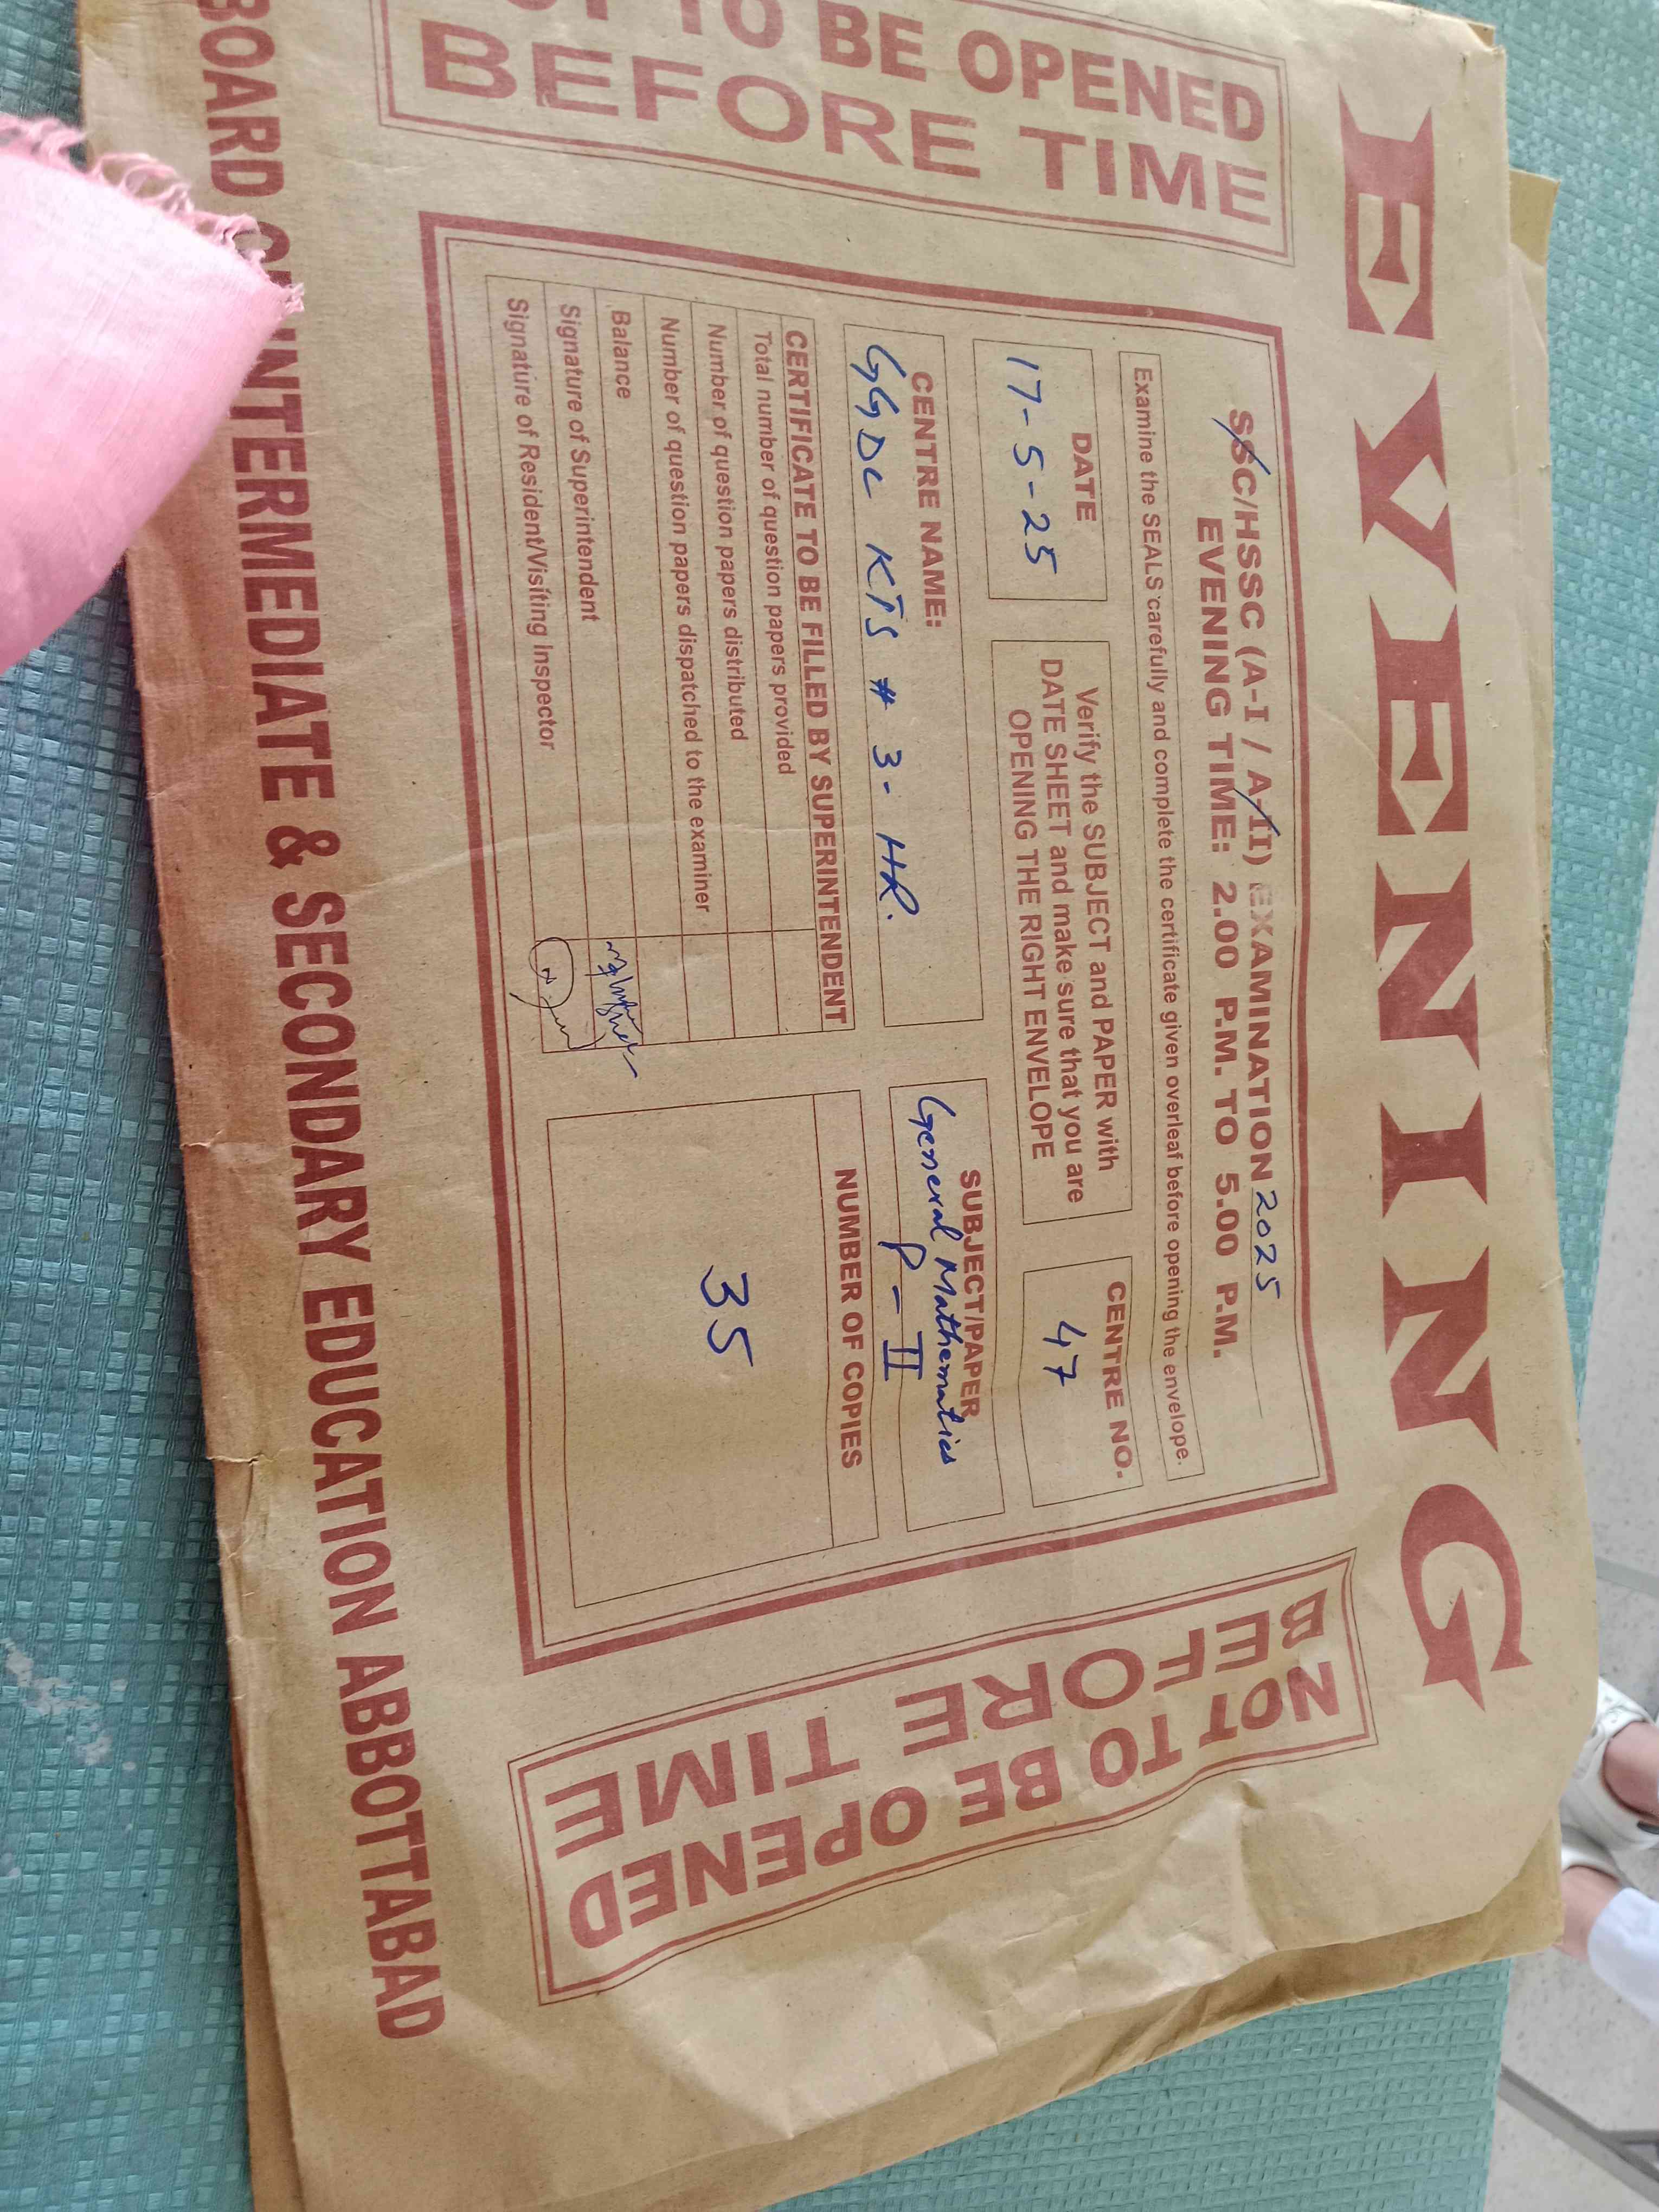 EVENING
TO BE OPENED
BEFORE TIME
SSC/HSSC (A-I / A-II) EXAMINATION 2025
EVENING TIME: 2.00 P.M. TO 5.00 P.M.
Examine the SEALS carefully and complete the certificate given overleaf before opening the envelope.
DATE
17-5-25
Verify the SUBJECT and PAPER with
DATE SHEET and make sure that you are
OPENING THE RIGHT ENVELOPE
CENTRE NO.
47
CENTRE NAME:
GGDC KTS # 3- HR.
SUBJECT/PAPER
General Mathematics
P-II
CERTIFICATE TO BE FILLED BY SUPERINTENDENT
Total number of question papers provided
Number of question papers distributed
Number of question papers dispatched to the examiner
Balance
Signature of Superintendent
Signature of Resident/Visiting Inspector
NUMBER OF COPIES
35
NOT TO BE OPENED
BEFORE TIME
BOARD INTERMEDIATE & SECONDARY EDUCATION ABBOTTABAD